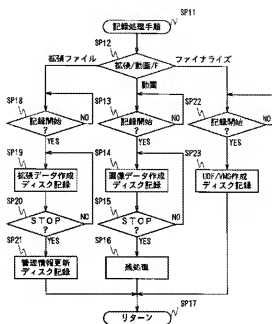 SP11
記録処理手順
SP12
拡張/動画/F
拡張ファイル
ファイナライズ
動画
SP18
SP13
SP22
記録開始
?
NO
記録開始
?
NO
記録開始
?
NO
YES
YES
YES
SP19
SP14
SP23
拡張データ作成
ディスク記録
画像データ作成
ディスク記録
UDF/VMG作成
ディスク記録
SP20
SP15
STOP
?
NO
STOP
?
NO
YES
YES
SP21
SP16
管理情報更新
ディスク記録
残処理
SP17
リターン